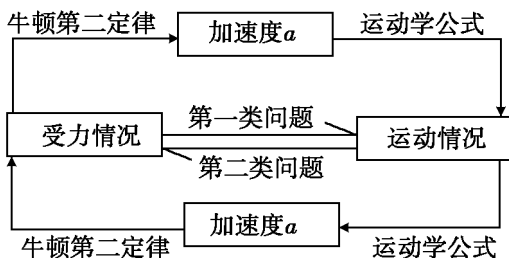 牛顿第二定律
加速度a
运动学公式
受力情况
第一类问题
运动情况
第二类问题
牛顿第二定律
加速度a
运动学公式